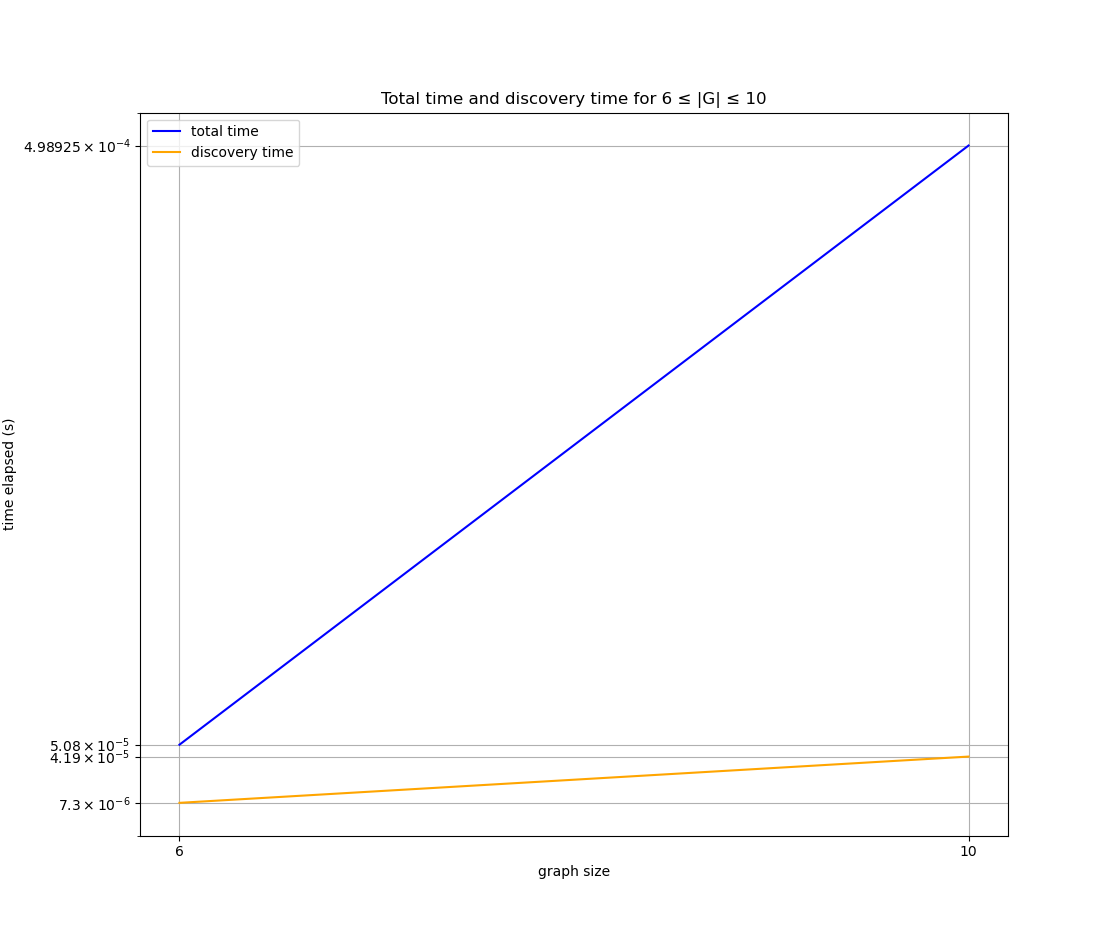 Total time and discovery time for 6 ≤ |G| ≤ 10
total time
discovery time
4.98925 × 10⁻⁴
time elapsed (s)
5.08 × 10⁻⁵
4.19 × 10⁻⁵
7.3 × 10⁻⁶
6 10
graph size